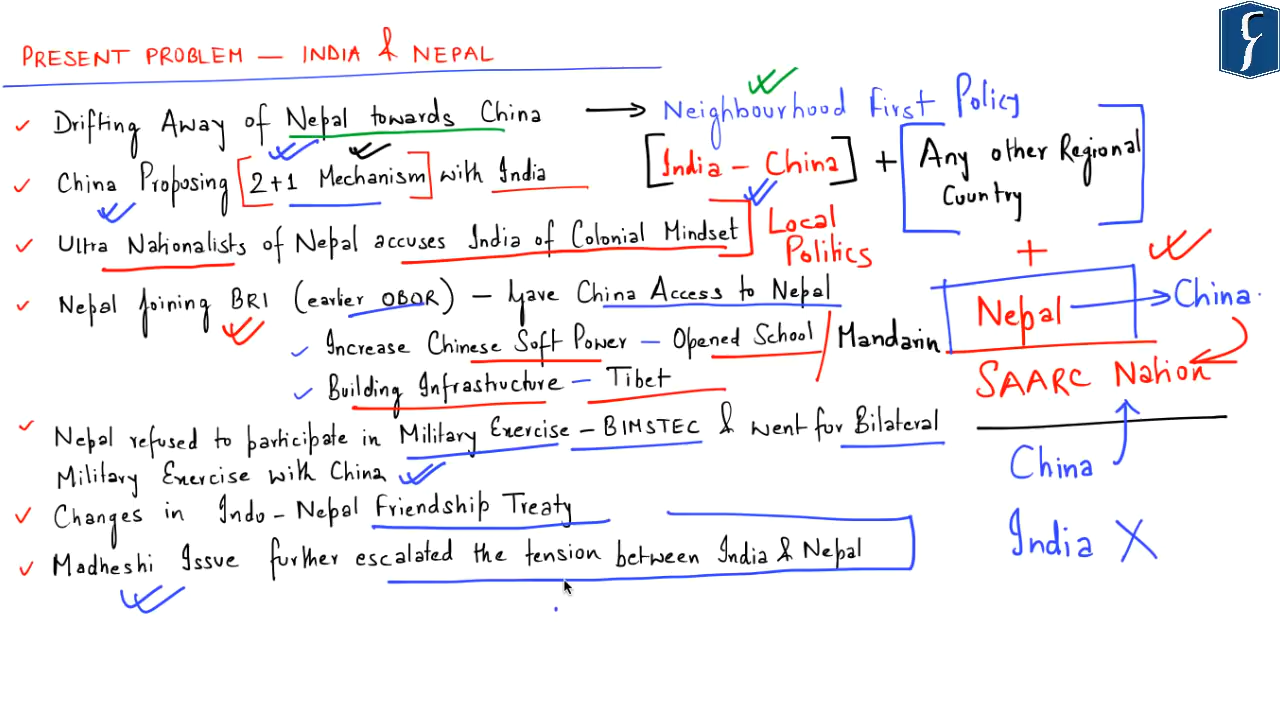 PRESENT PROBLEM — INDIA & NEPAL
Drifting Away of Nepal towards China → Neighbourhood First Policy
China Proposing [2+1 Mechanism] with India
[India - China] + [Any other Regional Country]
Ultra Nationalists of Nepal accuses India of Colonial Mindset] Local Politics
+
Nepal → China
SAARC Nation
Nepal Joining BRI (earlier OBOR) — Gave China Access to Nepal
Increase Chinese Soft Power — Opened School / Mandarin
Building Infrastructure — Tibet
Nepal refused to participate in Military Exercise — BIMSTEC & went for Bilateral
Military Exercise with China
China
Changes in Indo-Nepal Friendship Treaty
India X
Madheshi Issue further escalated the tension between India & Nepal